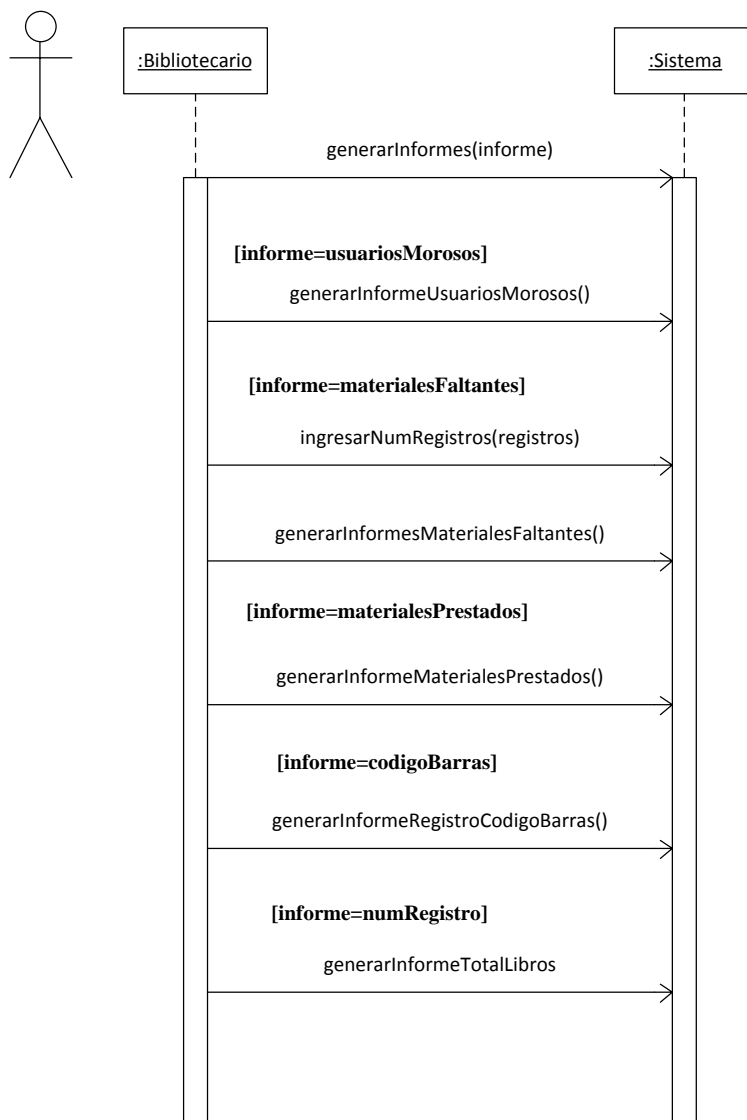 :Bibliotecario
:Sistema
generarInformes(informe)
[informe=usuariosMorosos]
generarInformeUsuariosMorosos()
[informe=materialesFaltantes]
ingresarNumRegistros(registros)
generarInformesMaterialesFaltantes()
[informe=materialesPrestados]
generarInformeMaterialesPrestados()
[informe=codigoBarras]
generarInformeRegistroCodigoBarras()
[informe=numRegistro]
generarInformeTotalLibros